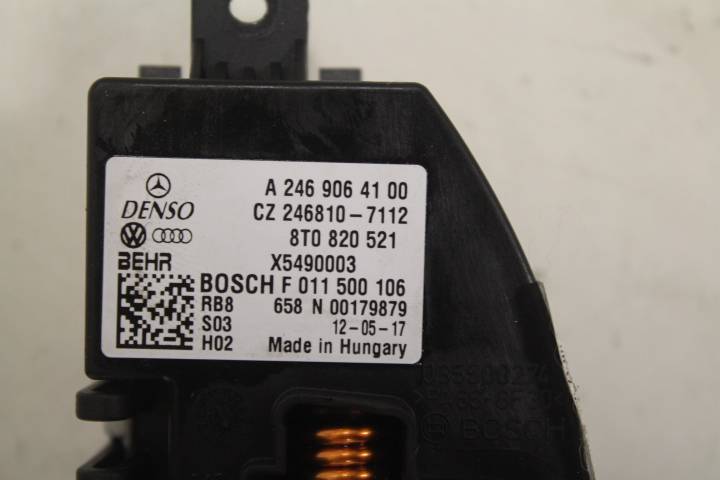 A 246 906 41 00
DENSO CZ 246810-7112
8T0 820 521
BEHR X5490003
BOSCH F 011 500 106
RB8 658 N 00179879
S03 12-05-17
H02 Made in Hungary
BOSCH